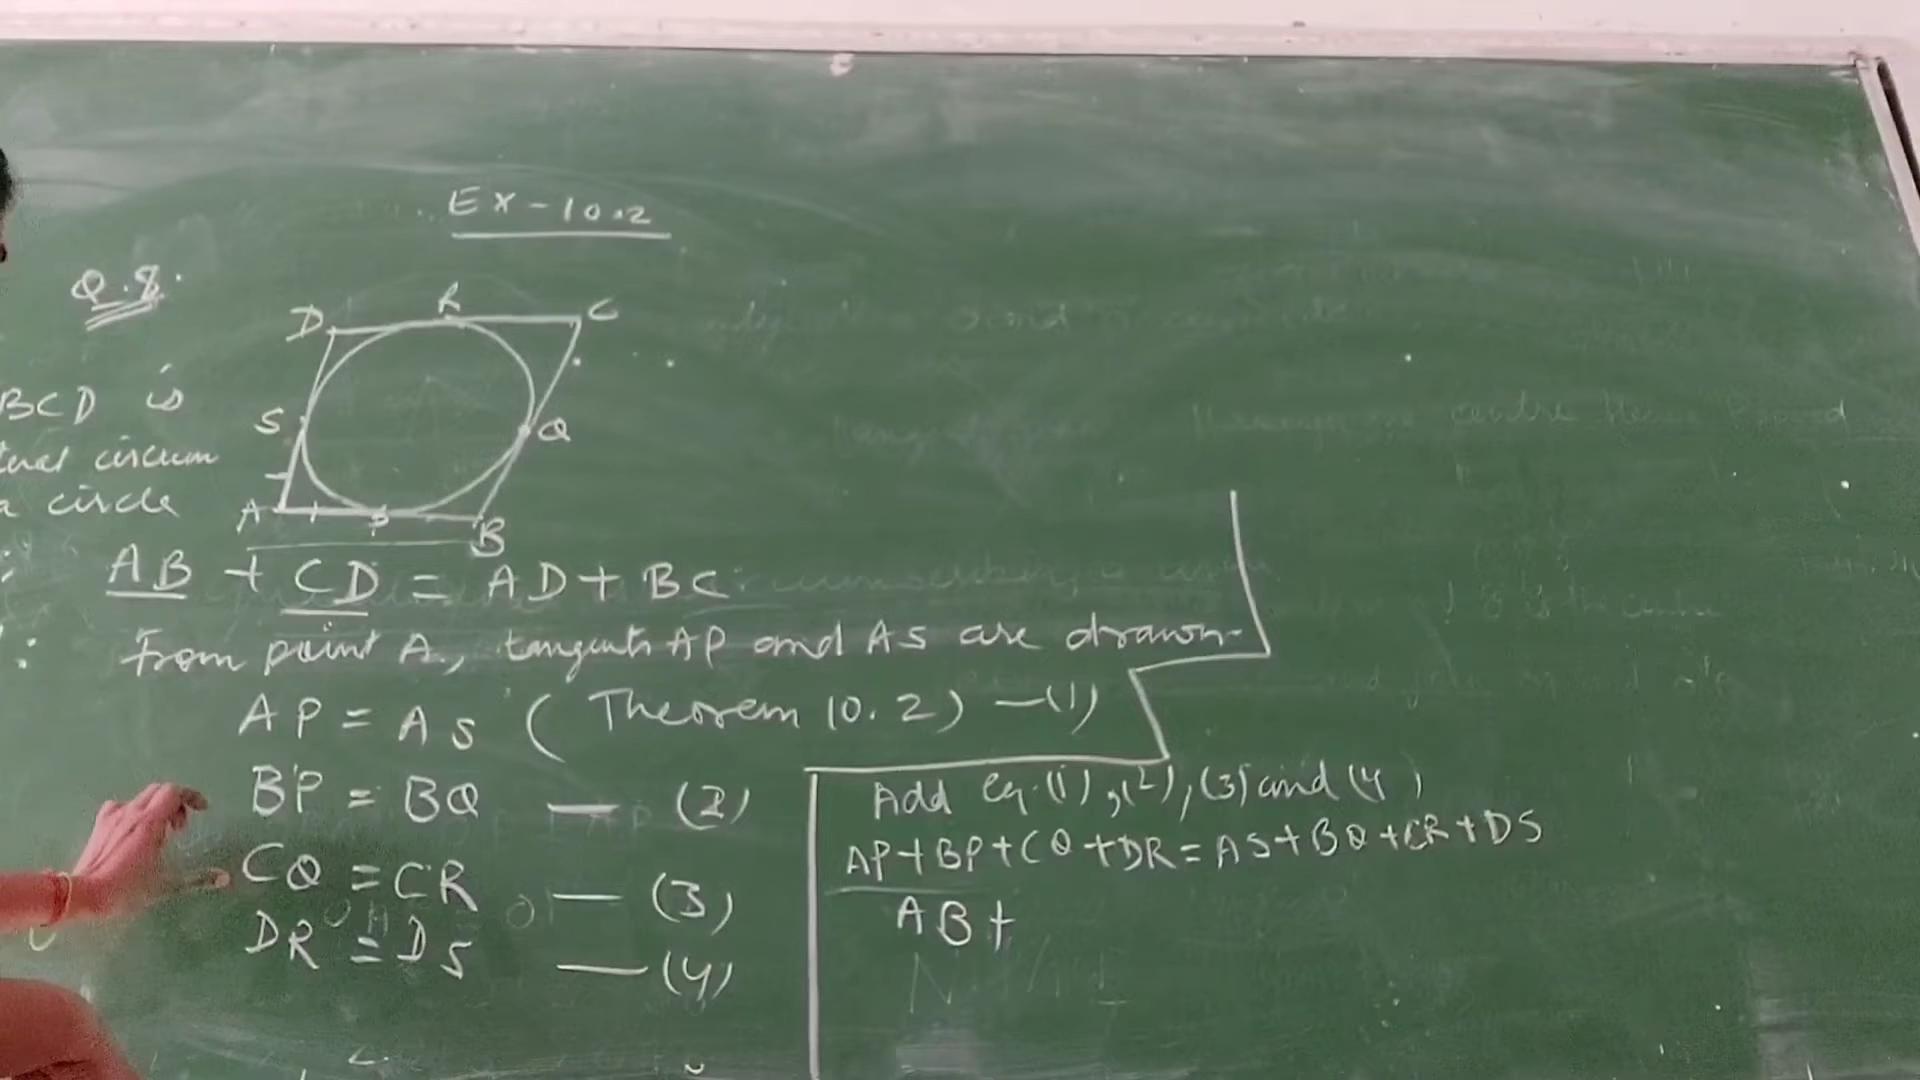 Ex-10.2
Q.8.
D R C
S Q
A P B
BCD is
circum
a circle
AB + CD = AD + BC
From point A, tangents AP and AS are drawn-
AP = AS (Theorem 10.2) —(1)
BP = BQ — (2)
CQ = CR — (3)
DR = DS — (4)
Add eq.(1),(2),(3) and (4)
AP+BP+CQ+DR=AS+BQ+CR+DS
AB +